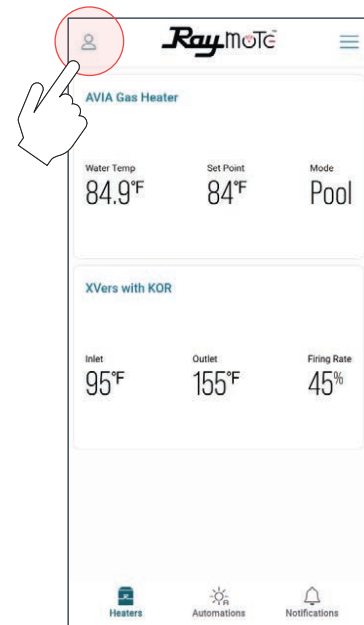 Raymote
AVIA Gas Heater
Water Temp Set Point Mode
84.9°F 84°F Pool
XVers with KOR
Inlet Outlet Firing Rate
95°F 155°F 45%
Heaters Automations Notifications